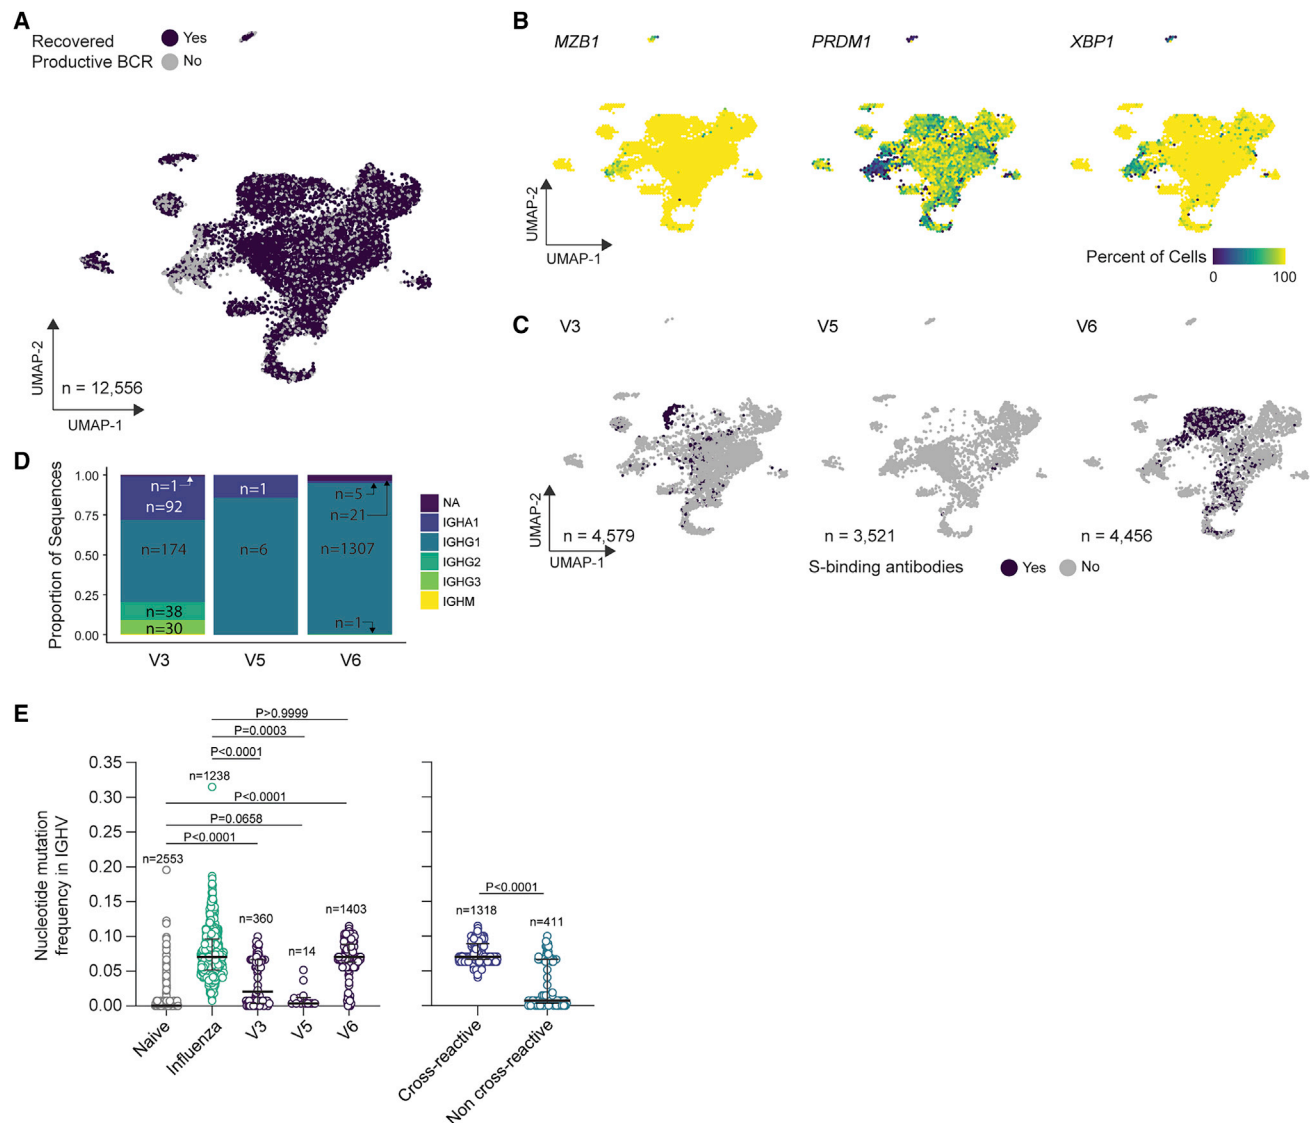 A
Recovered
Productive BCR
Yes
No
UMAP-2
n = 12,556
UMAP-1
B
MZB1
PRDM1
XBP1
UMAP-2
UMAP-1
Percent of Cells
0
100
C
V3
V5
V6
UMAP-2
n = 4,579
UMAP-1
n = 3,521
n = 4,456
S-binding antibodies
Yes
No
D
Proportion of Sequences
1.00
0.75
0.50
0.25
0.00
n=1
n=92
n=174
n=38
n=30
n=1
n=6
n=5
n=21
n=1307
n=1
V3
V5
V6
NA
IGHA1
IGHG1
IGHG2
IGHG3
IGHM
E
Nucleotide mutation
frequency in IGHV
0.35
0.30
0.25
0.20
0.15
0.10
0.05
0.00
P>0.9999
P=0.0003
P<0.0001
n=1238
P<0.0001
P=0.0658
P<0.0001
n=2553
n=360
n=14
n=1403
Naive
Influenza
V3
V5
V6
P<0.0001
n=1318
n=411
Cross-reactive
Non cross-reactive